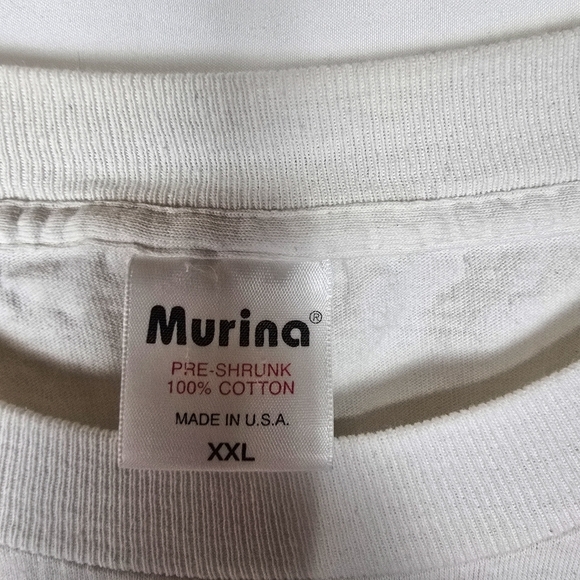 Murina®
PRE-SHRUNK
100% COTTON
MADE IN U.S.A.
XXL